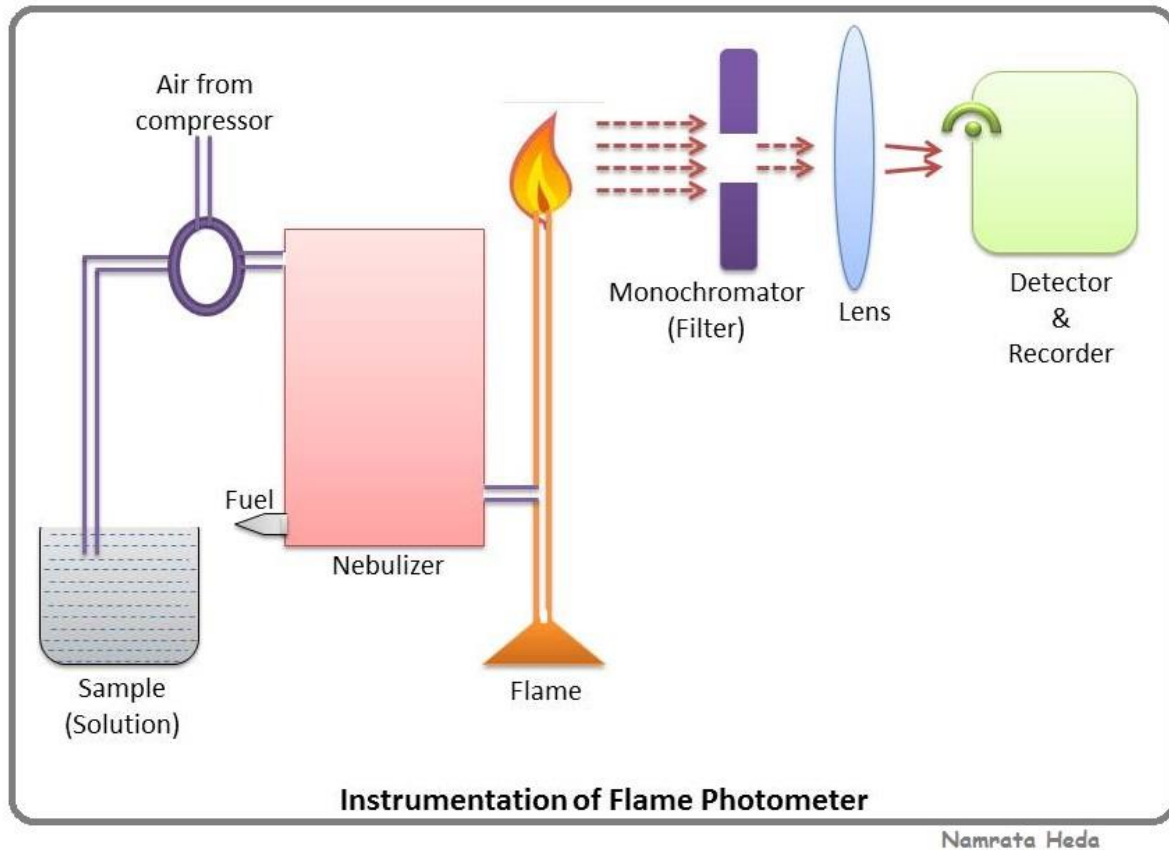 Air from
compressor
Monochromator
(Filter)
Lens
Detector
&
Recorder
Fuel
Nebulizer
Sample
(Solution)
Flame
Instrumentation of Flame Photometer
Namrata Heda